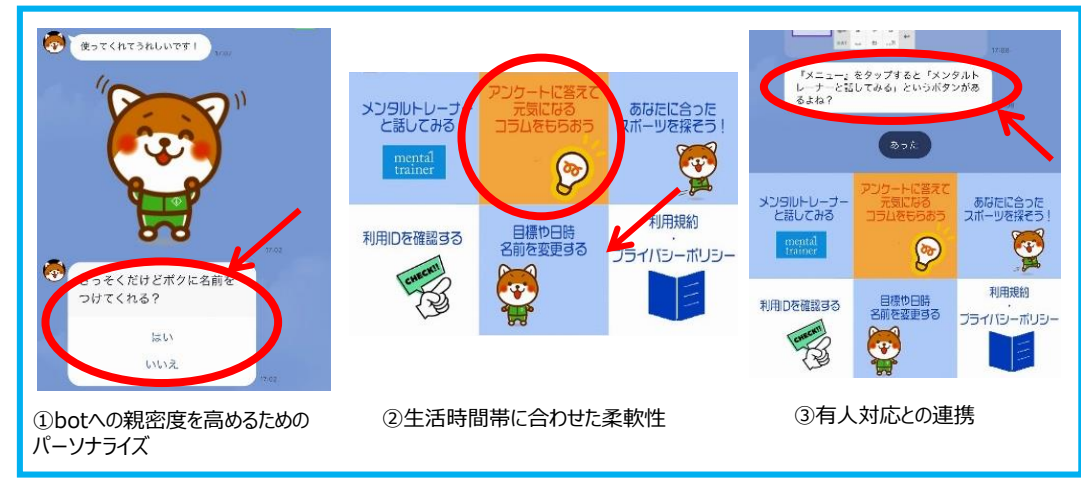 使ってくれてうれしいです!
17:02
17:02
さっそくだけどボクに名前を
つけてくれる?
はい
いいえ
17:02
①botへの親密度を高めるための
パーソナライズ
メンタルトレーナー
と話してみる
mental
trainer
アンケートに答えて
元気になる
コラムをもらおう
あなたに合った
スポーツを探そう!
利用IDを確認する
CHECK!!
目標や日時
名前を変更する
利用規約
・
プライバシーポリシー
②生活時間帯に合わせた柔軟性
17:08
「メニュー」をタップすると「メンタルト
レーナーと話してみる」というボタンがあ
るよね?
あった
メンタルトレーナー
と話してみる
mental
trainer
アンケートに答えて
元気になる
コラムをもらおう
あなたに合った
スポーツを探そう!
利用IDを確認する
CHECK!!
目標や日時
名前を変更する
利用規約
・
プライバシーポリシー
③有人対応との連携